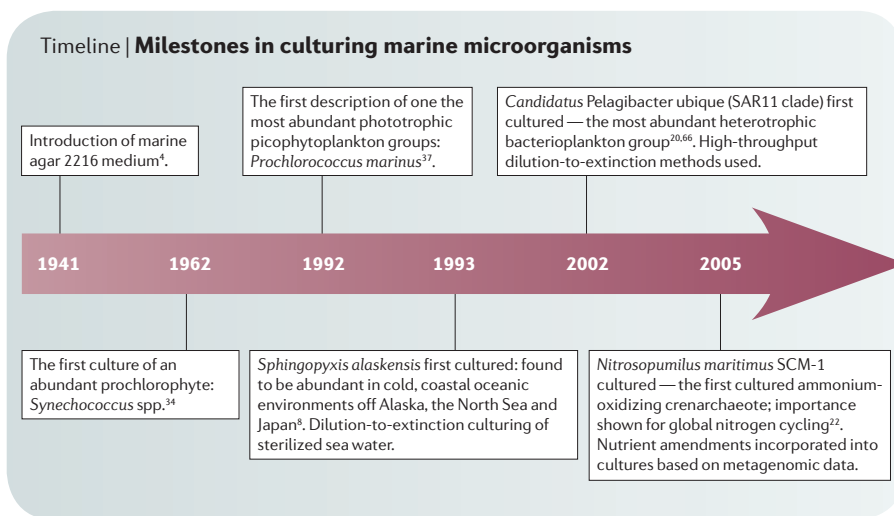 Timeline | Milestones in culturing marine microorganisms
Introduction of marine
agar 2216 medium⁴.
The first description of one the
most abundant phototrophic
picophytoplankton groups:
Prochlorococcus marinus³⁷.
Candidatus Pelagibacter ubique (SAR11 clade) first
cultured — the most abundant heterotrophic
bacterioplankton group²⁰,⁶⁶. High-throughput
dilution-to-extinction methods used.
1941 1962 1992 1993 2002 2005
The first culture of an
abundant prochlorophyte:
Synechococcus spp.³⁴
Sphingopyxis alaskensis first cultured: found
to be abundant in cold, coastal oceanic
environments off Alaska, the North Sea and
Japan⁸. Dilution-to-extinction culturing of
sterilized sea water.
Nitrosopumilus maritimus SCM-1
cultured — the first cultured ammonium-
oxidizing crenarchaeote; importance
shown for global nitrogen cycling²².
Nutrient amendments incorporated into
cultures based on metagenomic data.